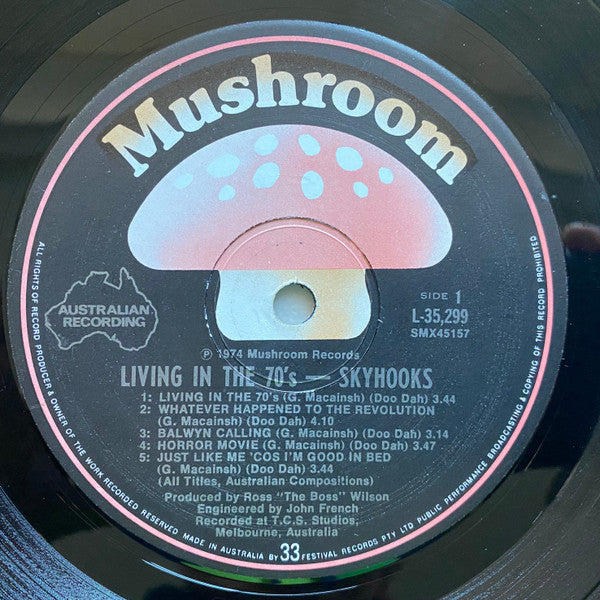 Mushroom
AUSTRALIAN
RECORDING
SIDE 1
L-35,299
SMX45157
℗ 1974 Mushroom Records
LIVING IN THE 70's — SKYHOOKS
1: LIVING IN THE 70's (G. Macainsh) (Doo Dah) 3.44
2: WHATEVER HAPPENED TO THE REVOLUTION
(G. Macainsh) (Doo Dah) 4.10
3: BALWYN CALLING (G. Macainsh) (Doo Dah) 3.14
4: HORROR MOVIE (G. Macainsh) (Doo Dah) 3.47
5: JUST LIKE ME 'COS I'M GOOD IN BED
(G. Macainsh) (Doo Dah) 3.44
(All Titles, Australian Compositions)
Produced by Ross "The Boss" Wilson
Engineered by John French
Recorded at T.C.S. Studios,
Melbourne, Australia
ALL RIGHTS OF RECORD PRODUCER & OWNER OF THE WORK RECORDED RESERVED MADE IN AUSTRALIA BY 33 FESTIVAL RECORDS PTY LTD PUBLIC PERFORMANCE BROADCASTING & COPYING OF THIS RECORD PROHIBITED